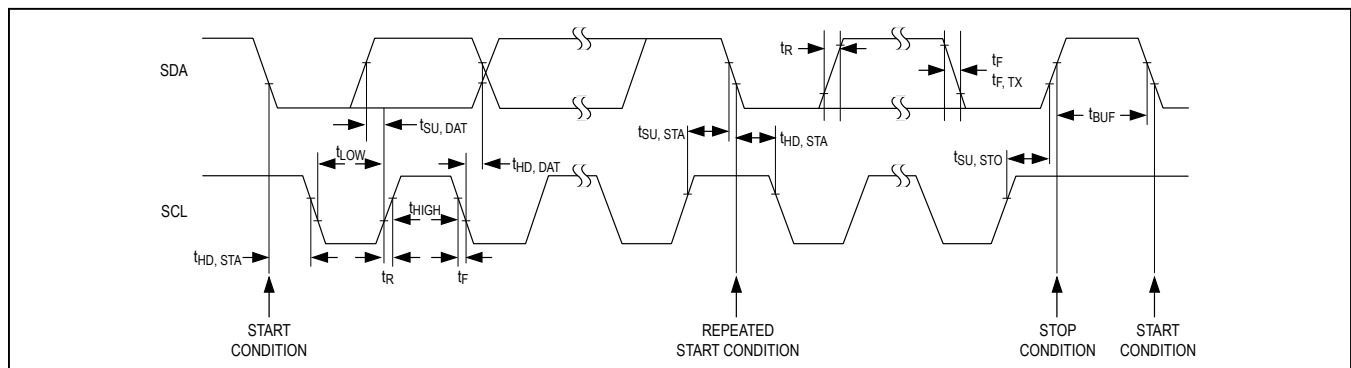 SDA
tR
tF
tF, TX
tSU, DAT
tSU, STA
tHD, STA
tBUF
tLOW
tHD, DAT
tSU, STO
SCL
tHIGH
tHD, STA
tR
tF
START
CONDITION
REPEATED
START CONDITION
STOP
CONDITION
START
CONDITION